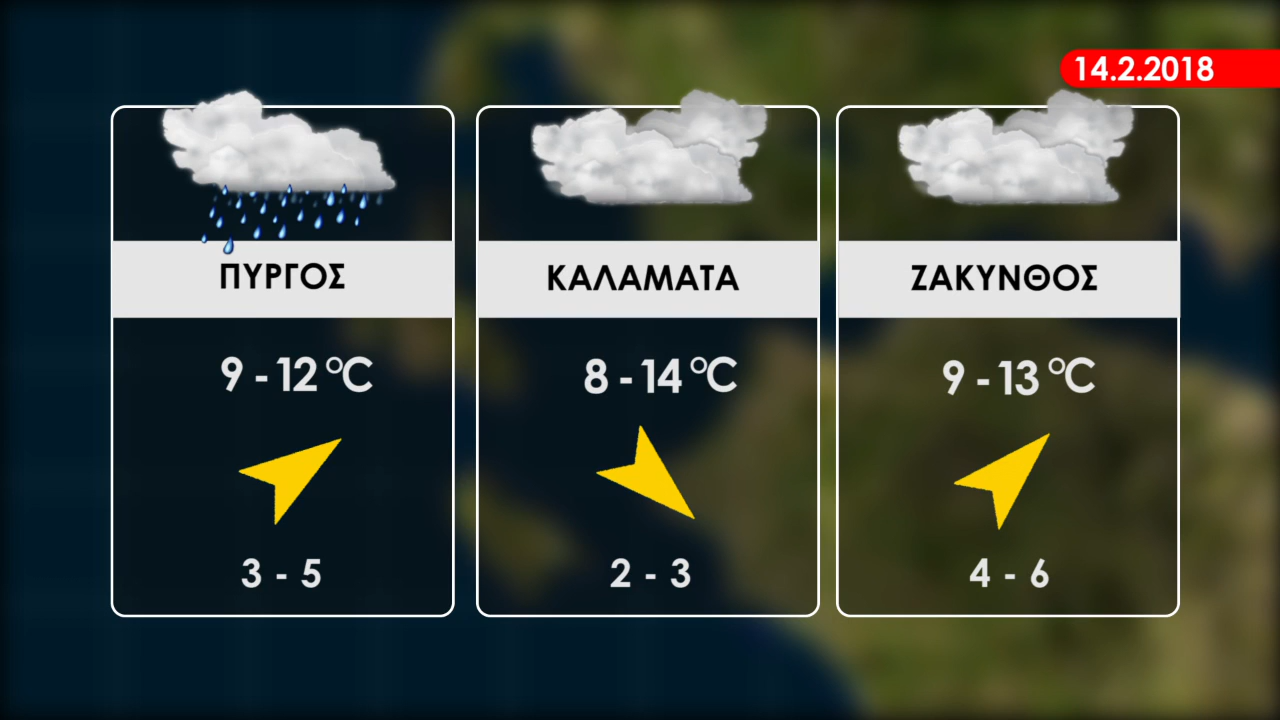 14.2.2018
ΠΥΡΓΟΣ
9 - 12 °C
3 - 5
ΚΑΛΑΜΑΤΑ
8 - 14 °C
2 - 3
ΖΑΚΥΝΘΟΣ
9 - 13 °C
4 - 6